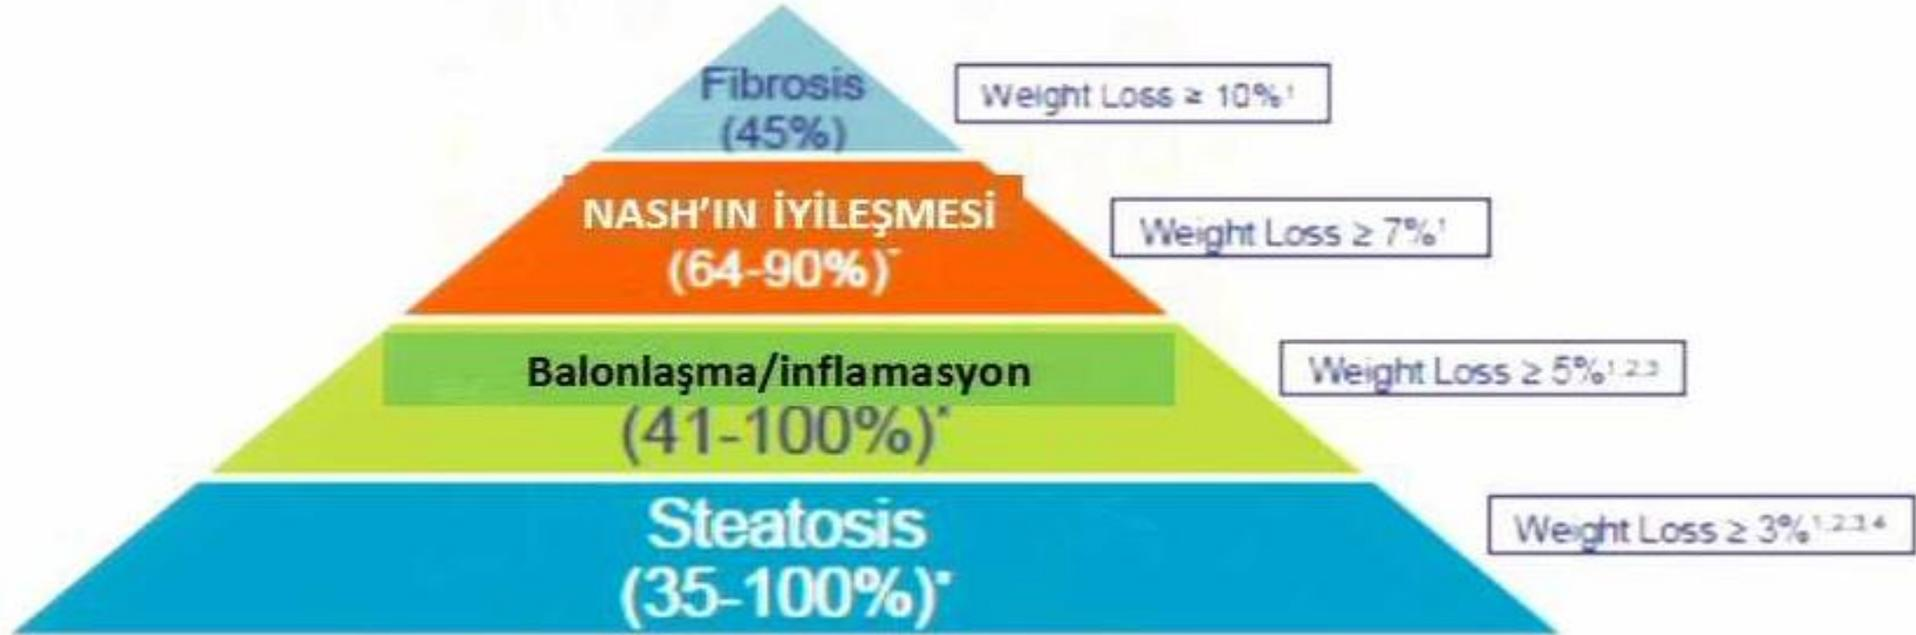 Fibrosis
(45%)
Weight Loss ≥ 10%¹
NASH'IN İYİLEŞMESİ
(64-90%)*
Weight Loss ≥ 7%¹
Balonlaşma/inflamasyon
(41-100%)*
Weight Loss ≥ 5%¹·²·³
Steatosis
(35-100%)*
Weight Loss ≥ 3%¹·²·³·⁴